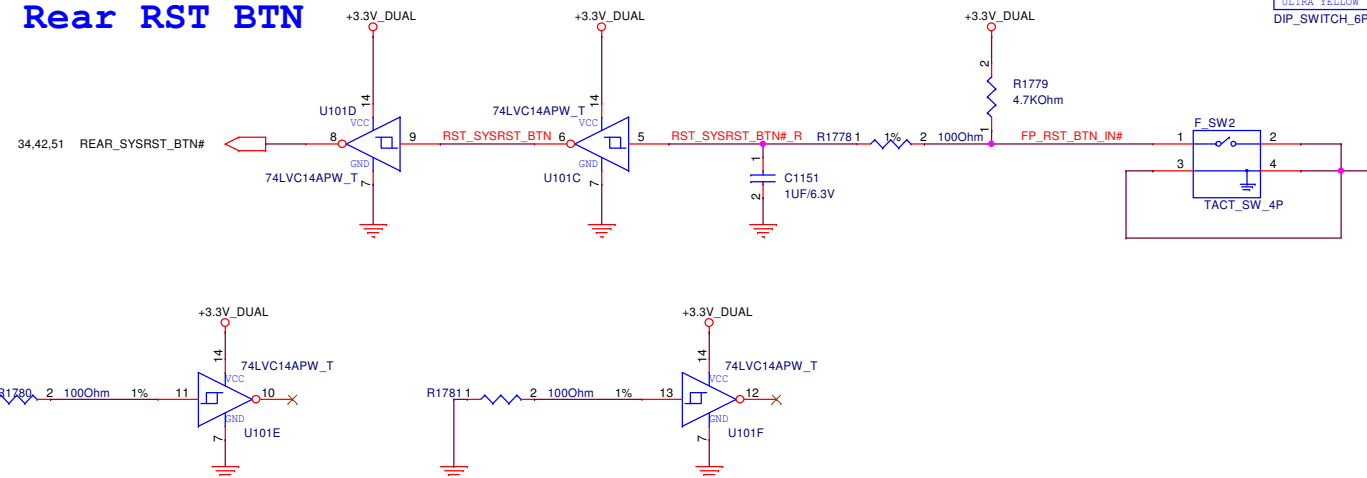 Rear RST BTN
ULTRA YELLOW
DIP_SWITCH_6P
+3.3V_DUAL
+3.3V_DUAL
+3.3V_DUAL
2
R1779
4.7KOhm
1
14
U101D
VCC
14
74LVC14APW_T
VCC
F_SW2
34,42,51 REAR_SYSRST_BTN#
8
9
RST_SYSRST_BTN
6
5
RST_SYSRST_BTN#_R
R1778 1
1%
2
100Ohm
FP_RST_BTN_IN#
1
2
3
4
GND
74LVC14APW_T
7
GND
U101C
7
1
C1151
1UF/6.3V
2
TACT_SW_4P
+3.3V_DUAL
+3.3V_DUAL
14
74LVC14APW_T
VCC
14
74LVC14APW_T
VCC
R1780
2
100Ohm
1%
11
10
R1781 1
2
100Ohm
1%
13
12
GND
U101E
7
GND
U101F
7